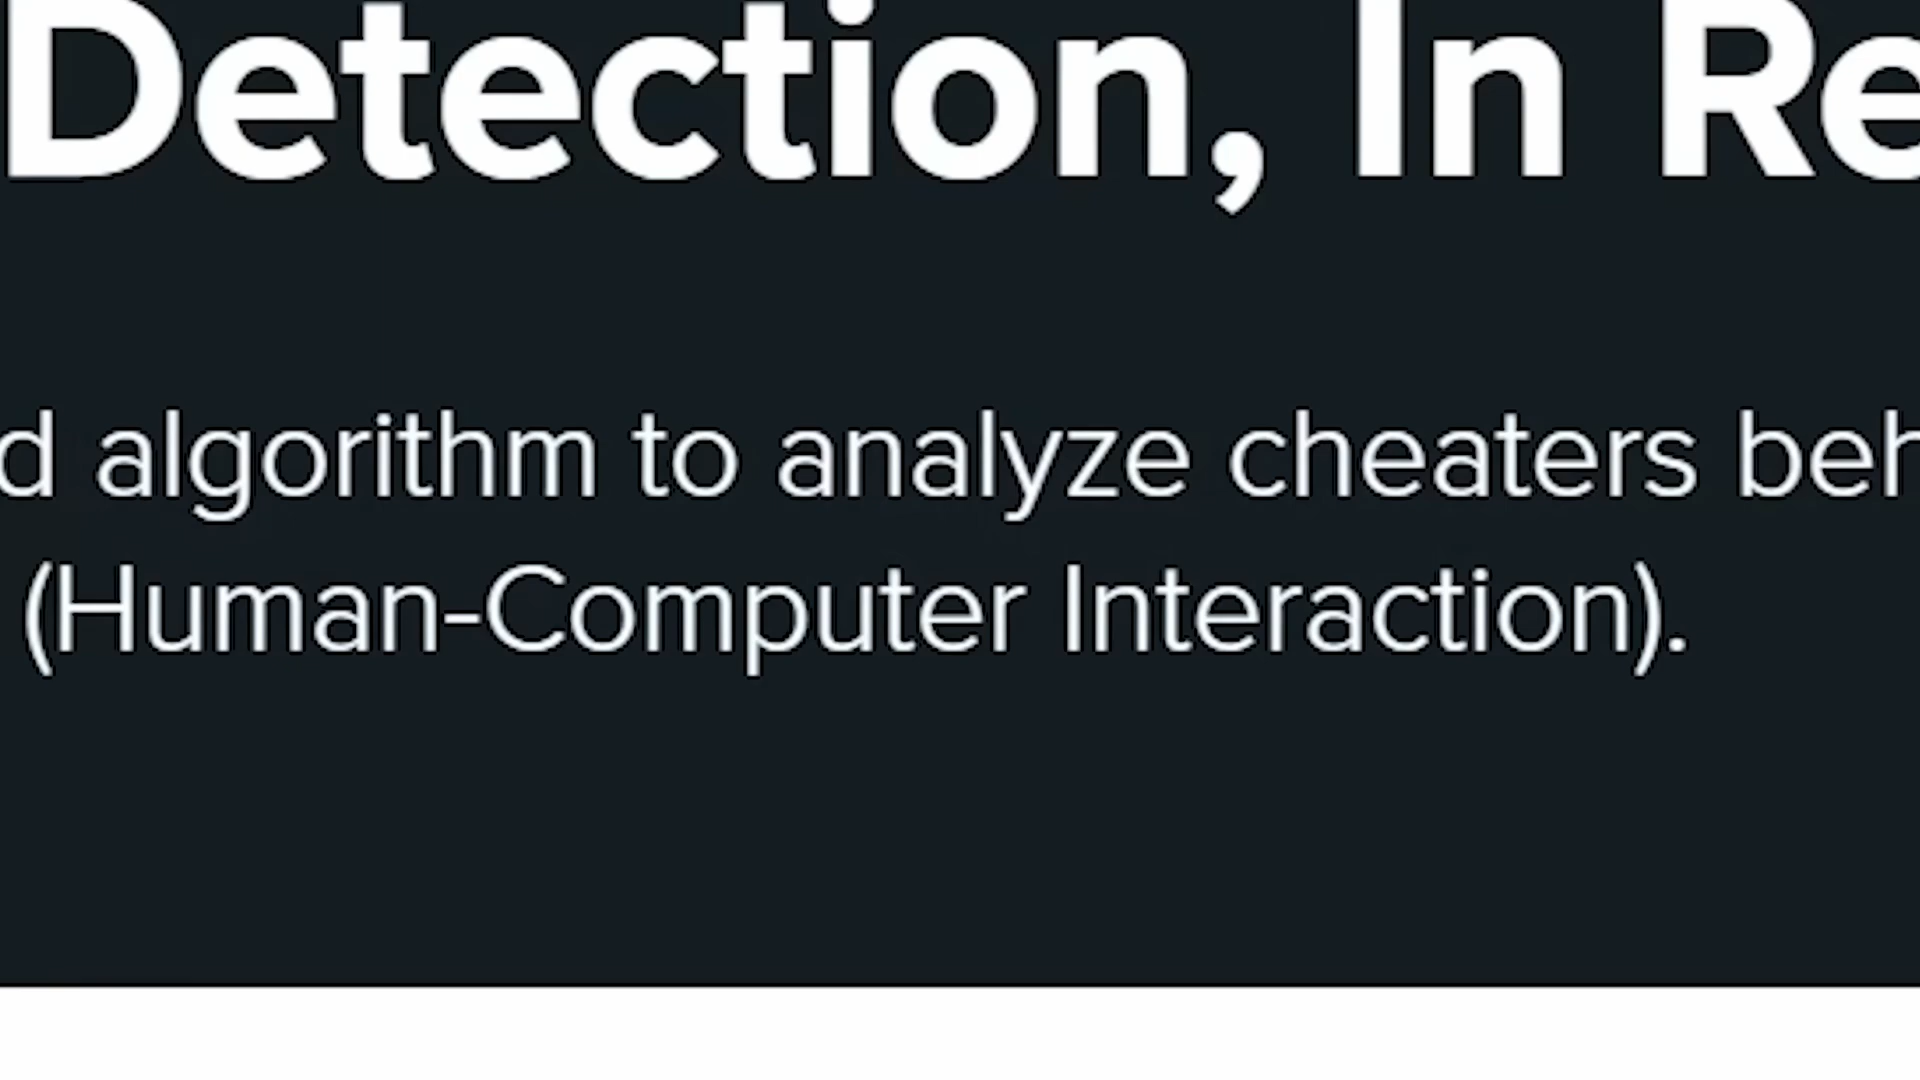 Detection, In Re
d algorithm to analyze cheaters beh
(Human-Computer Interaction).